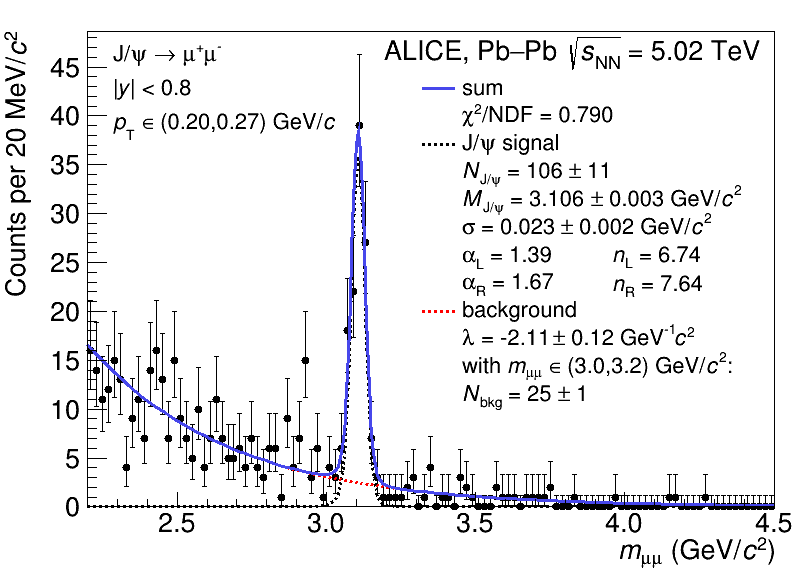 ALICE, Pb–Pb √s_NN = 5.02 TeV
J/ψ → μ⁺μ⁻
|y| < 0.8
p_T ∈ (0.20,0.27) GeV/c
sum
χ²/NDF = 0.790
J/ψ signal
N_J/ψ = 106 ± 11
M_J/ψ = 3.106 ± 0.003 GeV/c²
σ = 0.023 ± 0.002 GeV/c²
α_L = 1.39 n_L = 6.74
α_R = 1.67 n_R = 7.64
background
λ = -2.11 ± 0.12 GeV⁻¹c²
with m_μμ ∈ (3.0,3.2) GeV/c²:
N_bkg = 25 ± 1
Counts per 20 MeV/c²
45
40
35
30
25
20
15
10
5
0
2.5 3.0 3.5 4.0 4.5
m_μμ (GeV/c²)